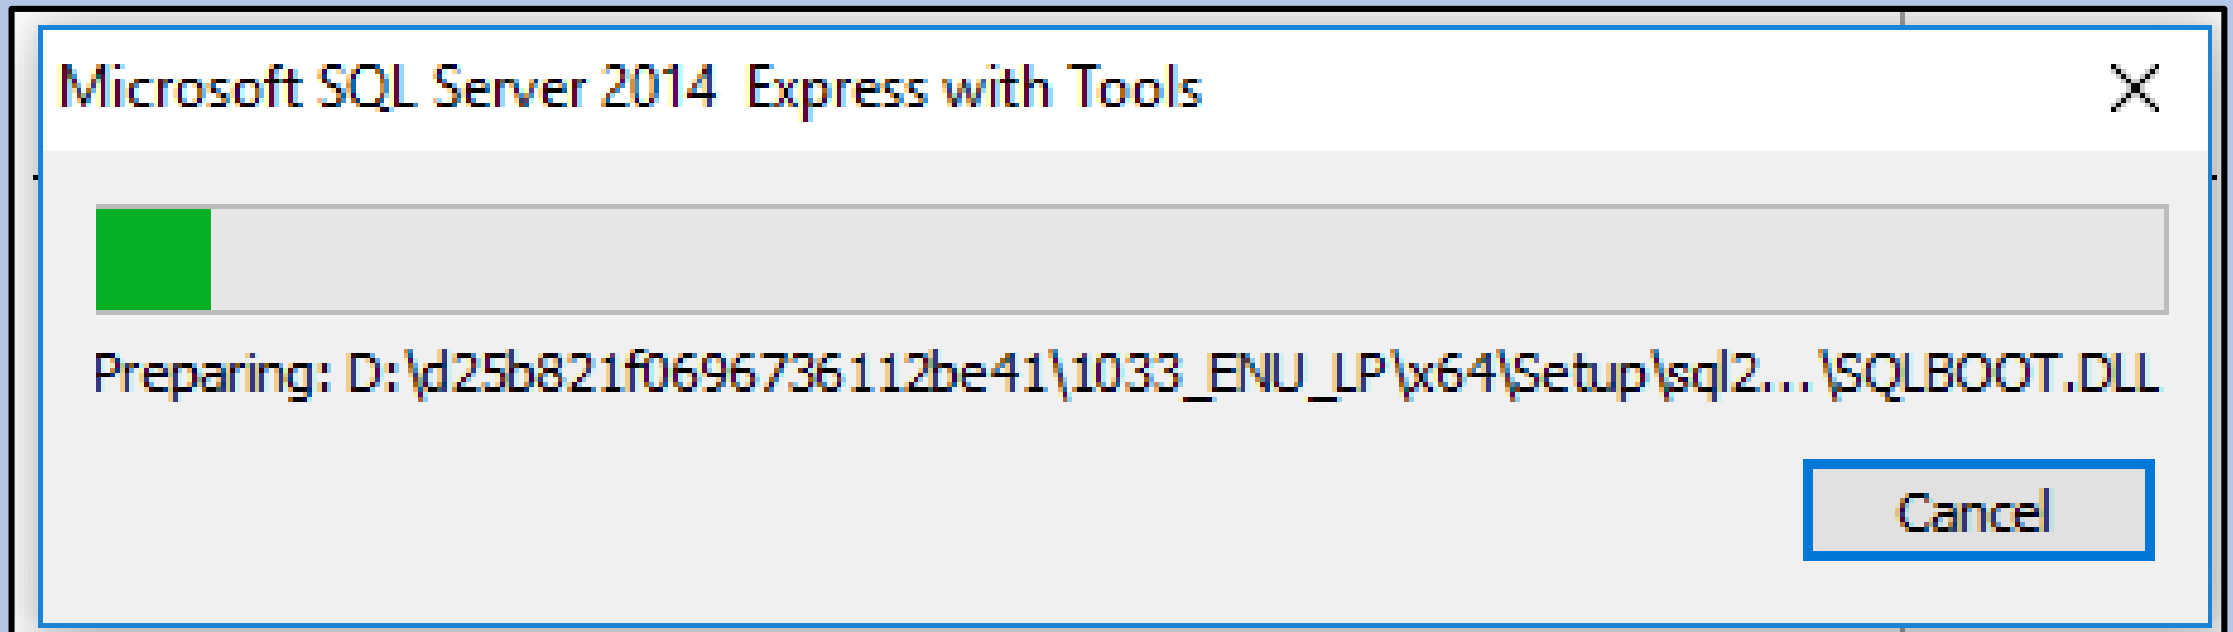 Microsoft SQL Server 2014  Express with Tools
Preparing: D:\d25b821f0696736112be41\1033_ENU_LP\x64\Setup\sql2...\SQLBOOT.DLL
Cancel